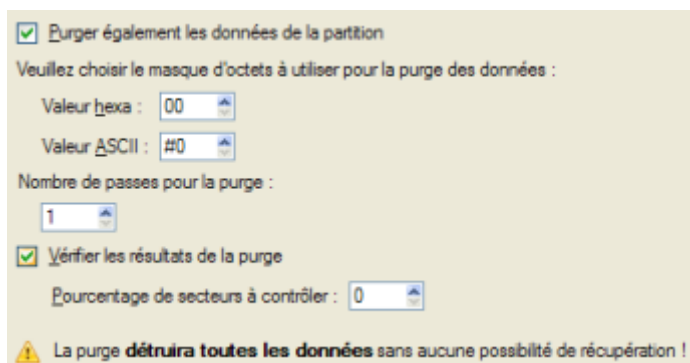 Purger également les données de la partition
Veuillez choisir le masque d'octets à utiliser pour la purge des données :
Valeur hexa : 00
Valeur ASCII : #0
Nombre de passes pour la purge :
1
Vérifier les résultats de la purge
Pourcentage de secteurs à contrôler : 0
La purge détruira toutes les données sans aucune possibilité de récupération !